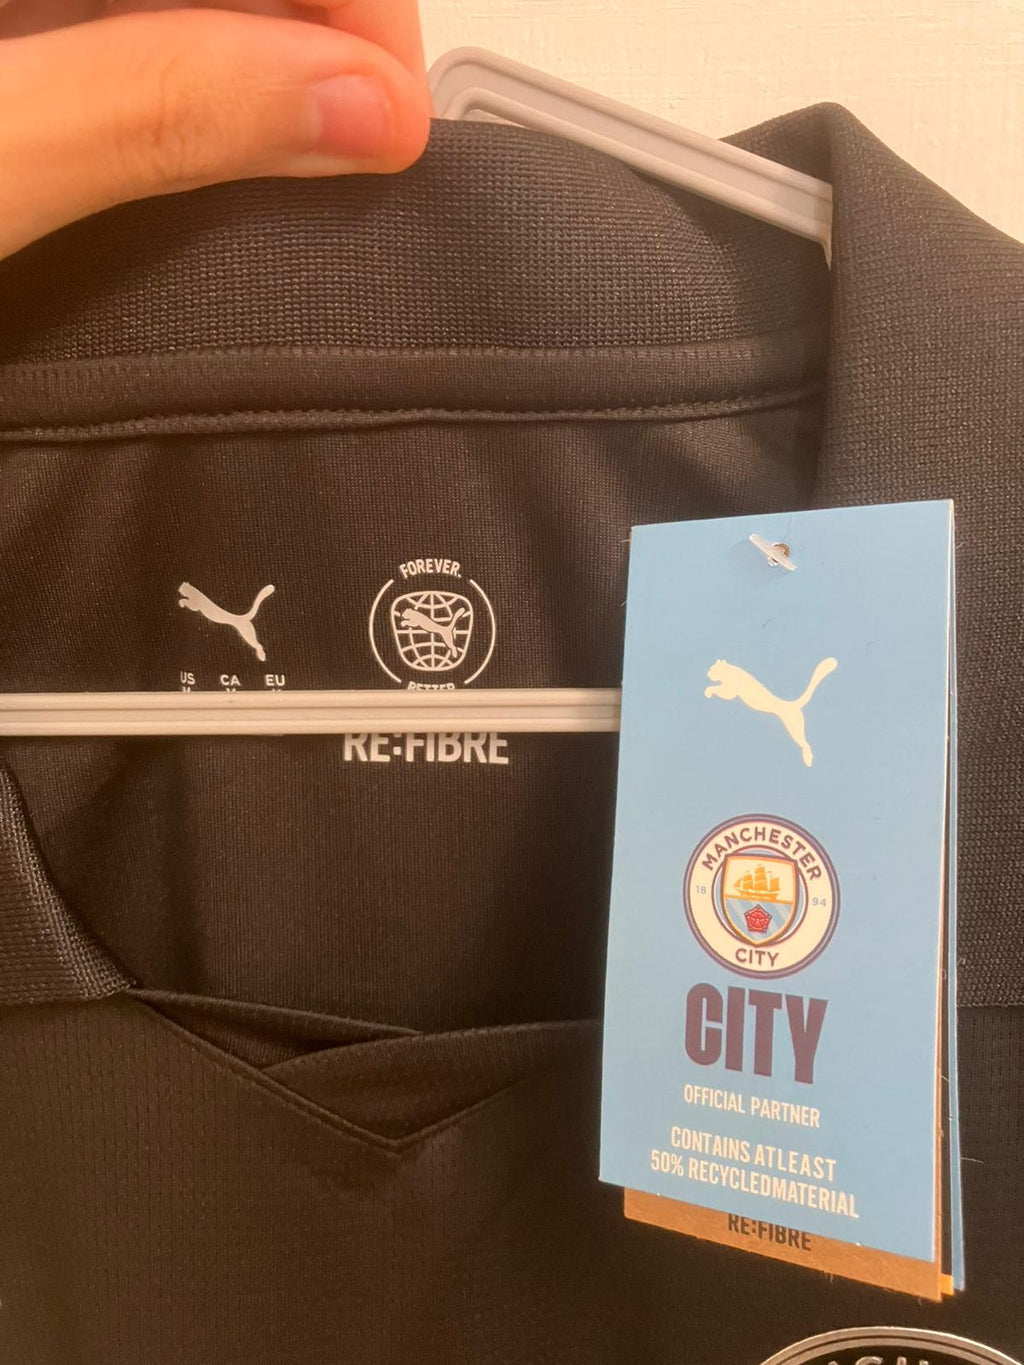 FOREVER.
US CA EU
M
BETTER
RE:FIBRE
MANCHESTER
18 94
CITY
CITY
OFFICIAL PARTNER
CONTAINS ATLEAST
50% RECYCLEDMATERIAL
RE:FIBRE